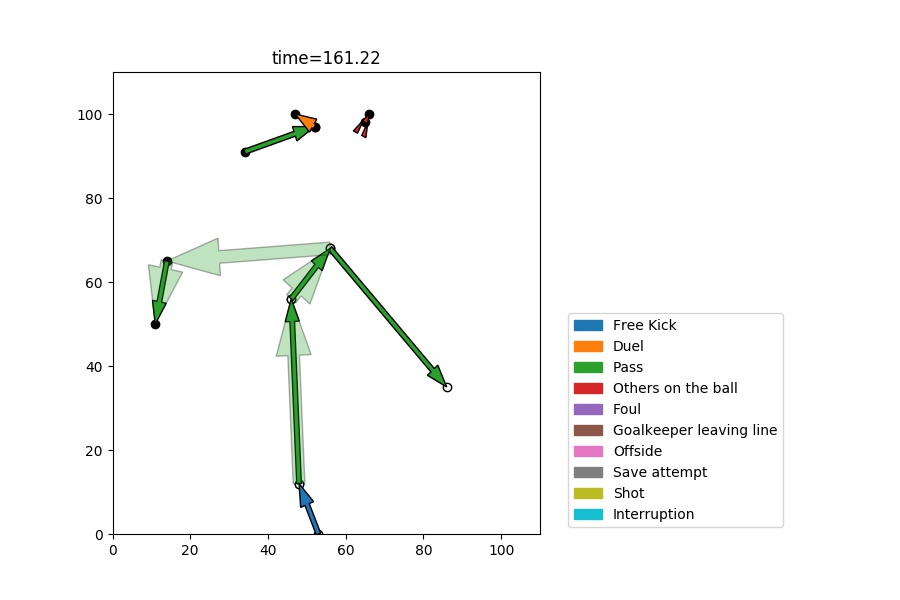 time=161.22
100
80
60
40
20
0
0 20 40 60 80 100
Free Kick
Duel
Pass
Others on the ball
Foul
Goalkeeper leaving line
Offside
Save attempt
Shot
Interruption